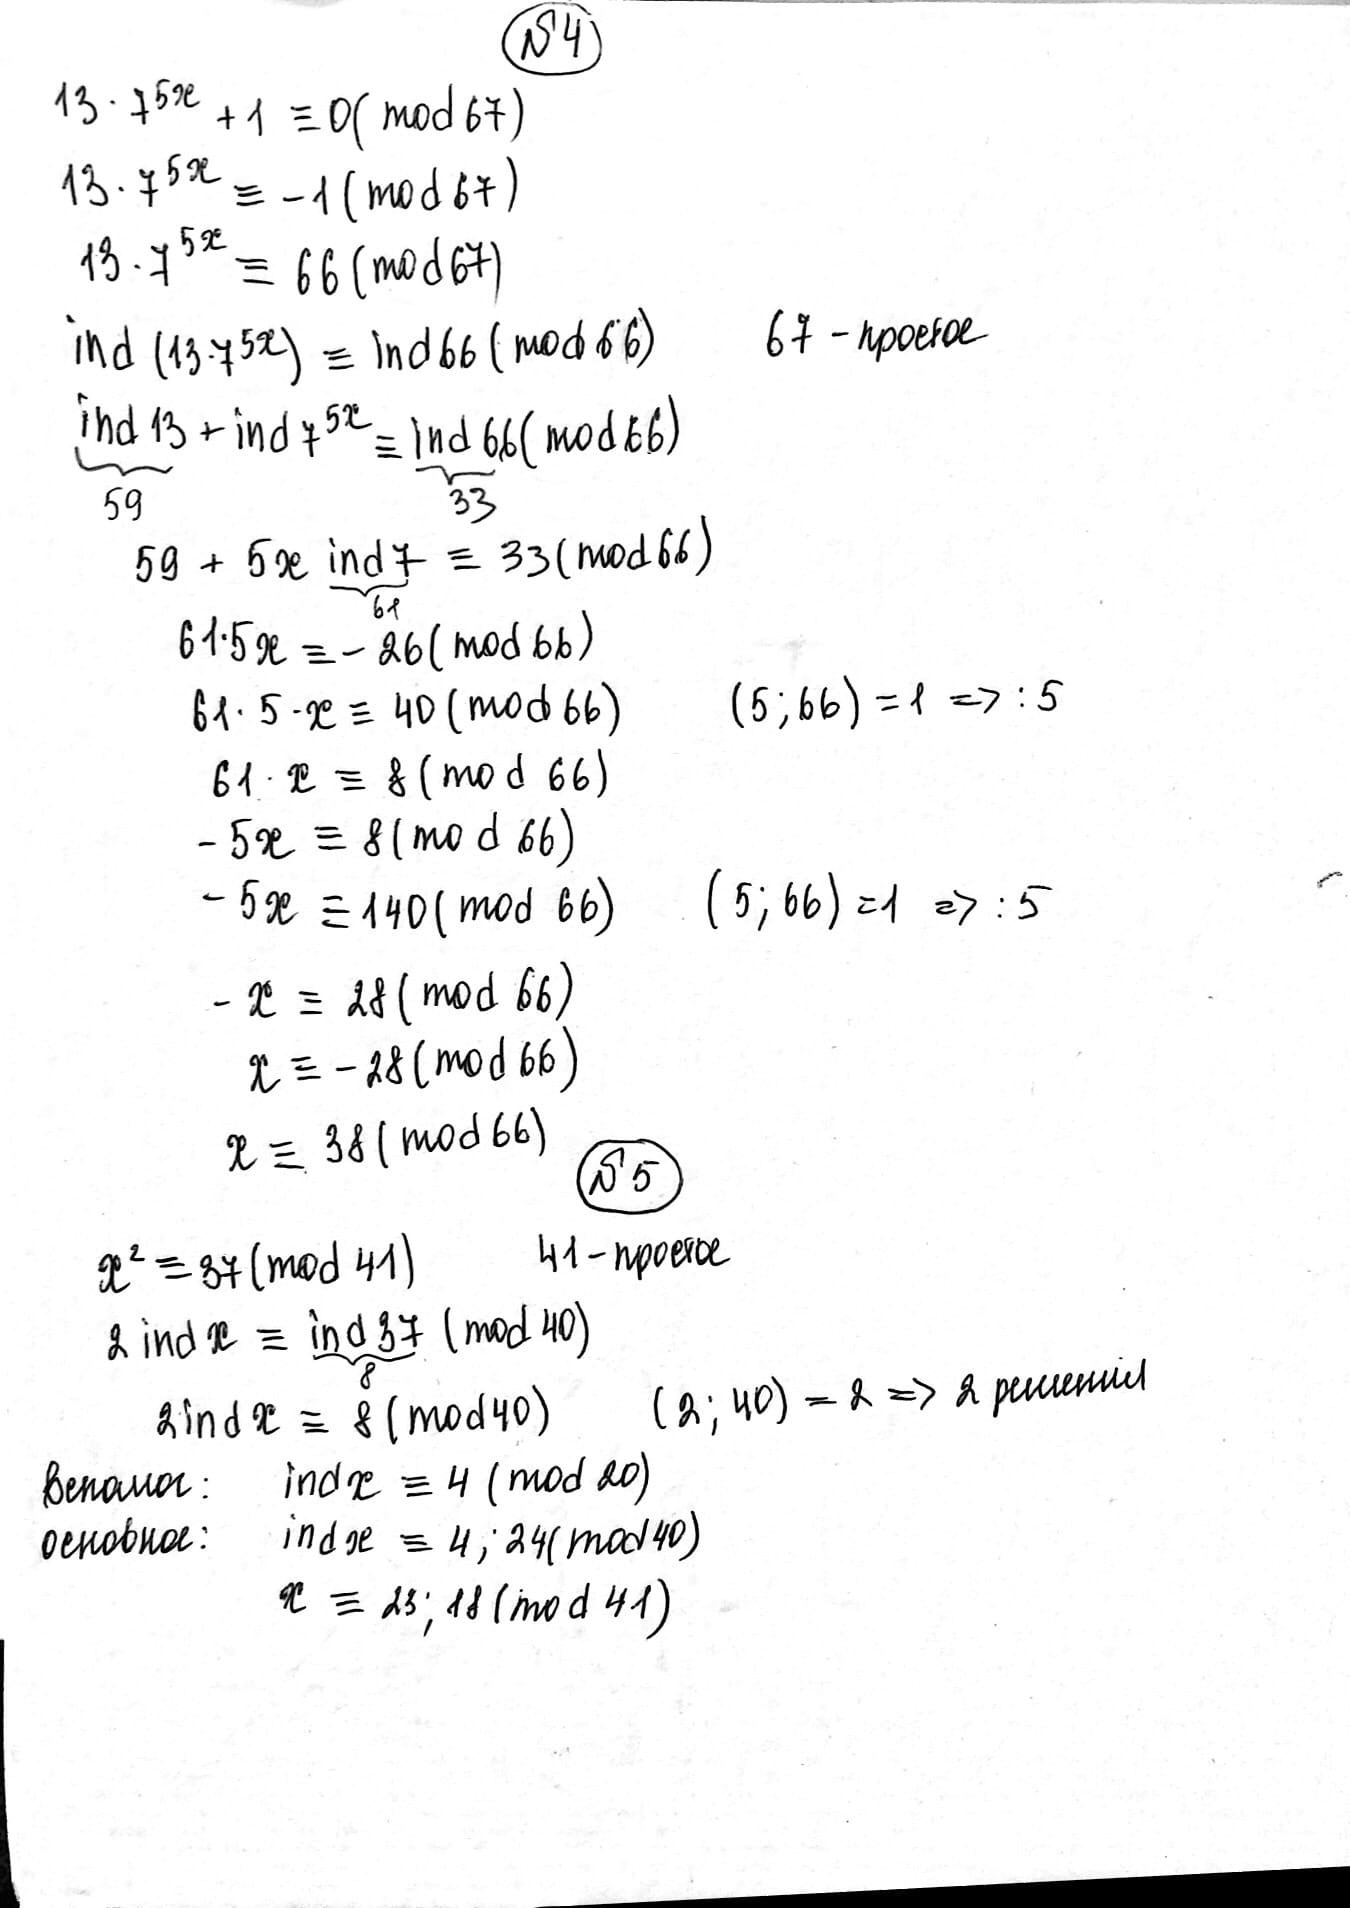 №4
13·7^{5x} + 1 ≡ 0( mod 67)
13·7^{5x} ≡ -1 (mod 67)
13·7^{5x} ≡ 66 (mod 67)
ind (13·7^{5x}) ≡ ind 66 (mod 66) 67 - простое
ind 13 + ind 7^{5x} ≡ ind 66 (mod 66)
59 33
59 + 5x ind 7 ≡ 33 (mod 66)
61
61·5x ≡ - 26 (mod 66)
61·5·x ≡ 40 (mod 66) (5; 66) = 1 => : 5
61·x ≡ 8 (mod 66)
- 5x ≡ 8 (mod 66)
- 5x ≡ 140 (mod 66) (5; 66) = 1 => : 5
- x ≡ 28 (mod 66)
x ≡ - 28 (mod 66)
x ≡ 38 (mod 66)
№5
x² ≡ 37 (mod 41) 41 - простое
2 ind x ≡ ind 37 (mod 40)
8
2 ind x ≡ 8 (mod 40) (2; 40) = 2 => 2 решения
Вспомог: ind x ≡ 4 (mod 20)
основное: ind x ≡ 4; 24 (mod 40)
x ≡ 23; 18 (mod 41)